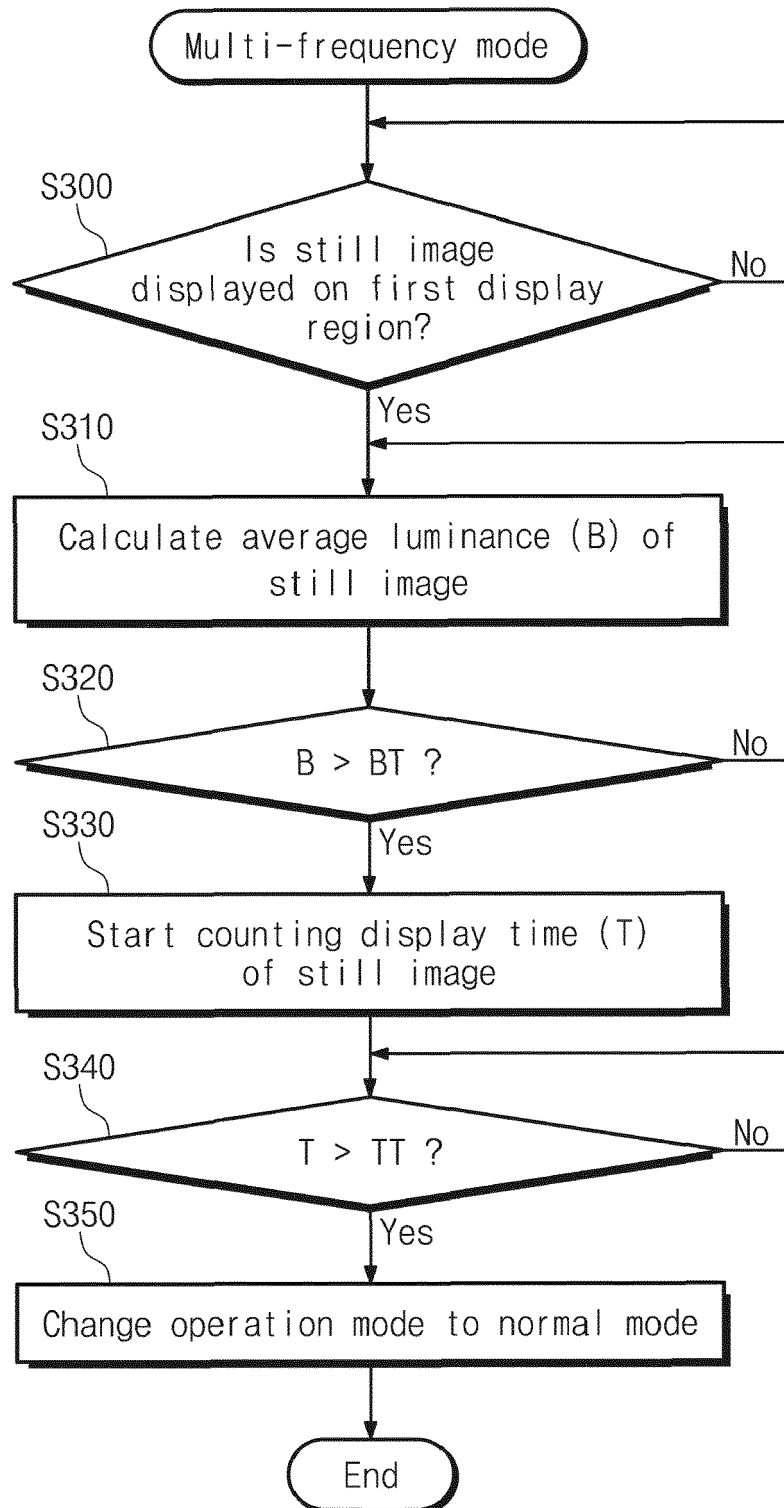 Multi-frequency mode
S300
Is still image
displayed on first display
region?
No
Yes
S310
Calculate average luminance (B) of
still image
S320
B > BT ?
No
Yes
S330
Start counting display time (T)
of still image
S340
T > TT ?
No
Yes
S350
Change operation mode to normal mode
End